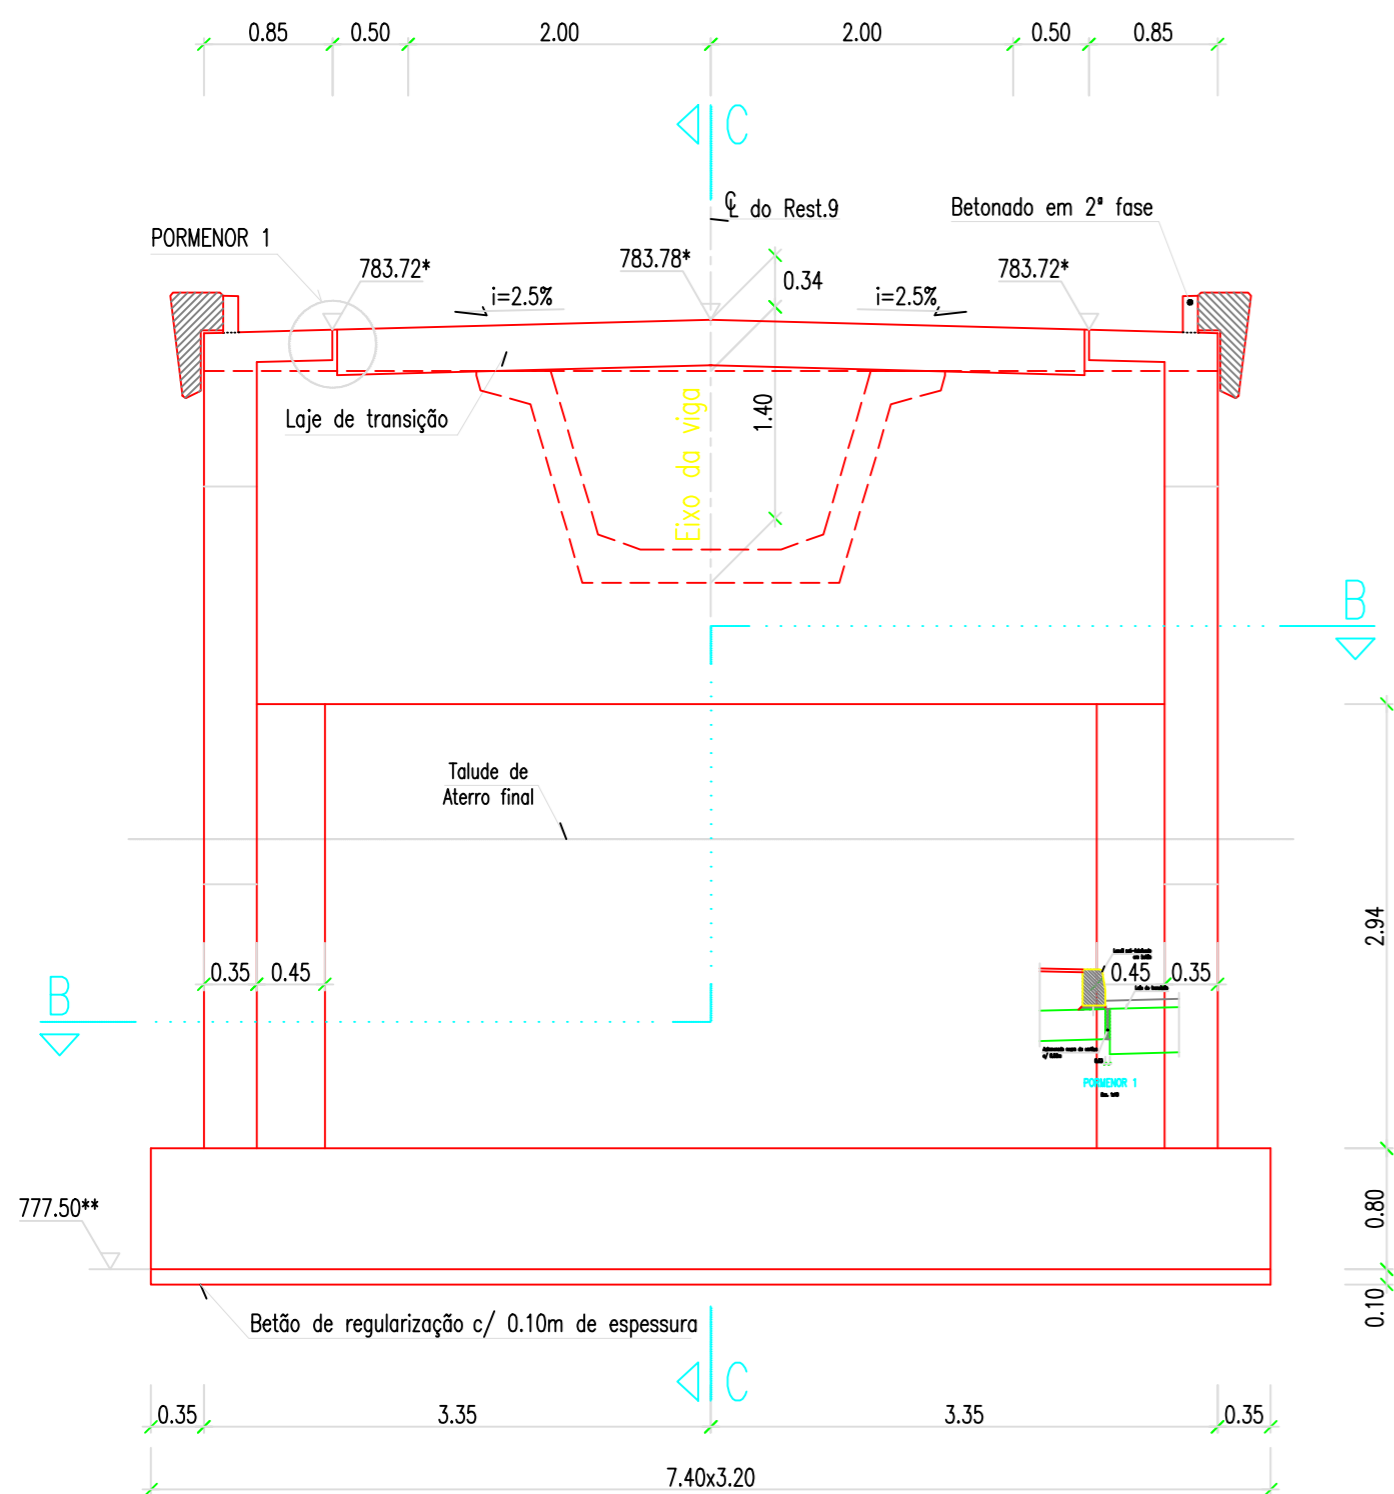 0.85 0.50 2.00 2.00 0.50 0.85
C
℄ do Rest.9
Betonado em 2ª fase
PORMENOR 1
783.72* 783.78* 783.72*
0.34
i=2.5% i=2.5%
Laje de transição
Eixo da viga
1.40
B
Talude de
Aterro final
2.94
0.35 0.45 0.45 0.35
B
PORMENOR 1
777.50**
0.80
0.10
Betão de regularização c/ 0.10m de espessura
C
0.35 3.35 3.35 0.35
7.40x3.20